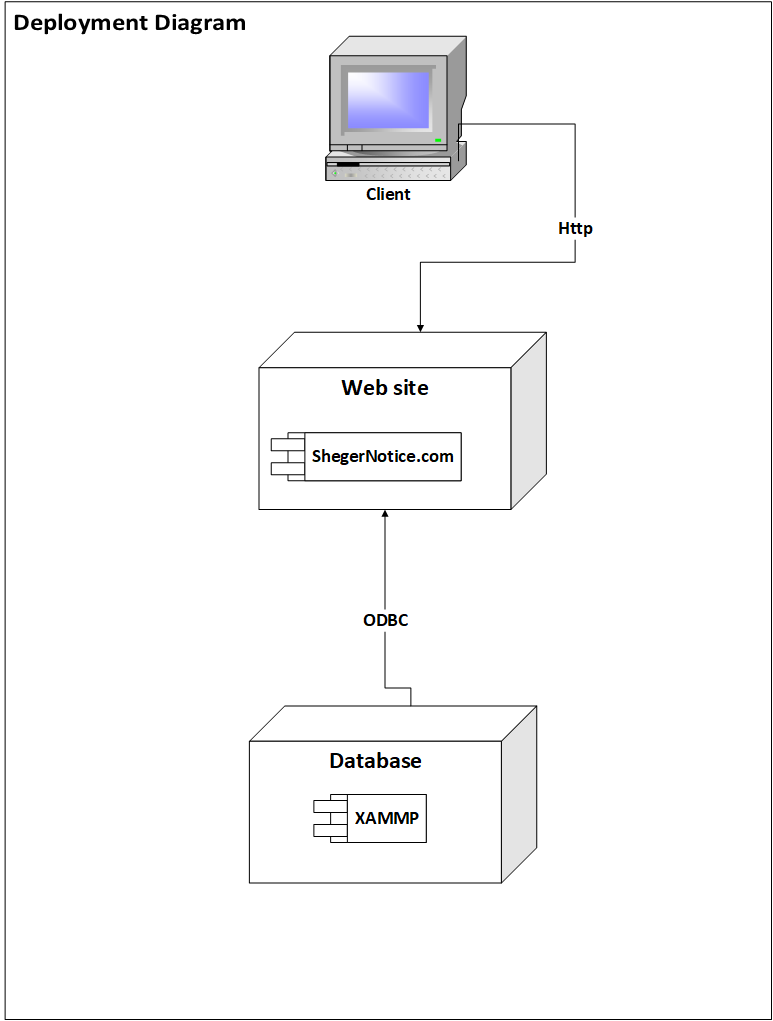 Deployment Diagram
Client
Http
Web site
ShegerNotice.com
ODBC
Database
XAMMP